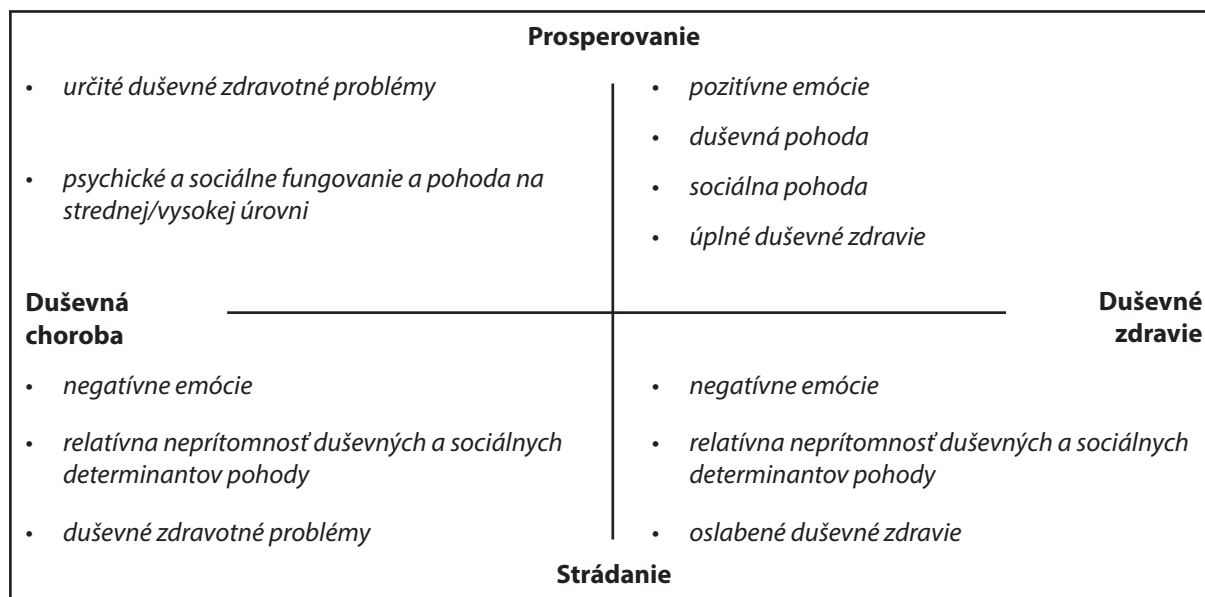 Prosperovanie
• určité duševné zdravotné problémy
• psychické a sociálne fungovanie a pohoda na
strednej/vysokej úrovni
• pozitívne emócie
• duševná pohoda
• sociálna pohoda
• úplné duševné zdravie
Duševná
choroba
Duševné
zdravie
• negatívne emócie
• relatívna neprítomnosť duševných a sociálnych
determinantov pohody
• duševné zdravotné problémy
• negatívne emócie
• relatívna neprítomnosť duševných a sociálnych
determinantov pohody
• oslabené duševné zdravie
Strádanie